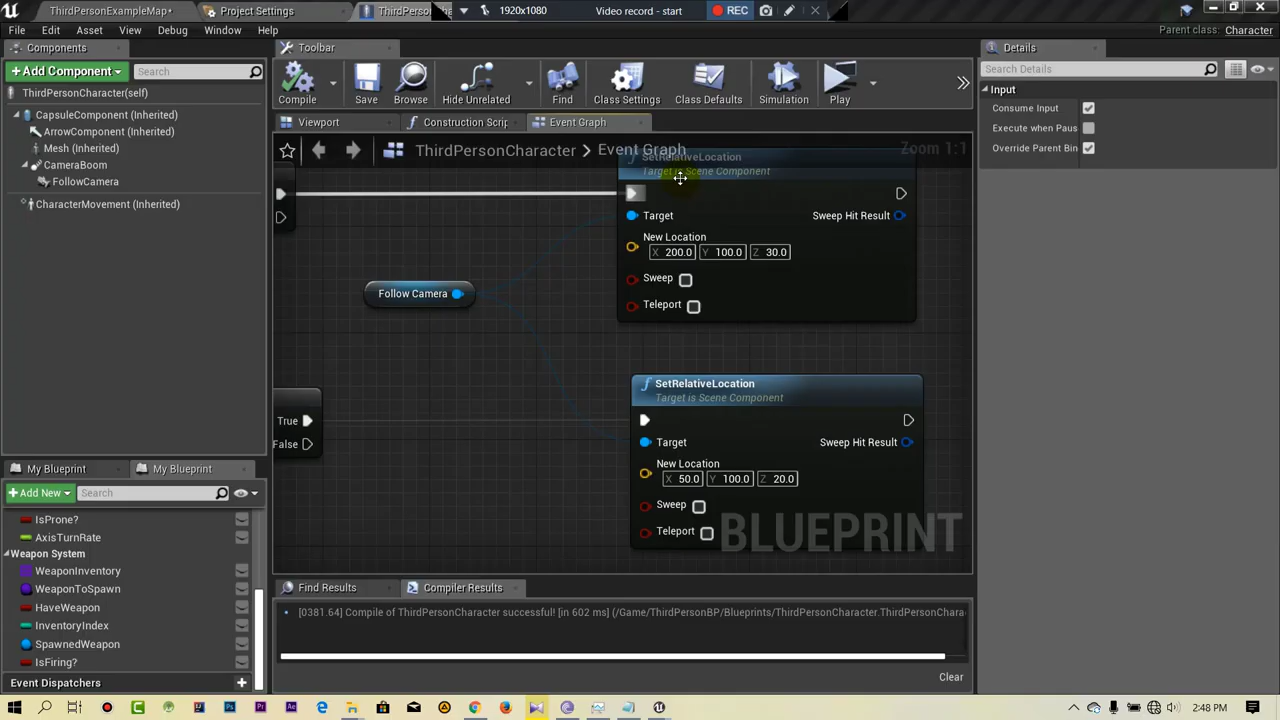 ThirdPersonExampleMap*
Project Settings
1920x1080
Video record - start
REC
File Edit Asset View Debug Window Help
Parent class: Character
Components
Toolbar
Details
+ Add Component
Search
Compile
Save
Browse
Hide Unrelated
Find
Class Settings
Class Defaults
Simulation
Play
Search Details
ThirdPersonCharacter(self)
CapsuleComponent (Inherited)
ArrowComponent (Inherited)
Mesh (Inherited)
CameraBoom
FollowCamera
CharacterMovement (Inherited)
Input
Consume Input
Execute when Paus
Override Parent Bin
Viewport
Construction Scrip
Event Graph
ThirdPersonCharacter > Event Graph
Zoom 1:1
SetRelativeLocation
Target is Scene Component
Target
Sweep Hit Result
New Location
X 200.0 Y 100.0 Z 30.0
Sweep
Teleport
Follow Camera
SetRelativeLocation
Target is Scene Component
True
False
Target
Sweep Hit Result
New Location
X 50.0 Y 100.0 Z 20.0
Sweep
Teleport
BLUEPRINT
My Blueprint
My Blueprint
+ Add New
Search
IsProne?
AxisTurnRate
Weapon System
WeaponInventory
WeaponToSpawn
HaveWeapon
InventoryIndex
SpawnedWeapon
IsFiring?
Event Dispatchers
Find Results
Compiler Results
[0381.64] Compile of ThirdPersonCharacter successful! [in 602 ms] (/Game/ThirdPersonBP/Blueprints/ThirdPersonCharacter.ThirdPersonChara
Clear
2:48 PM